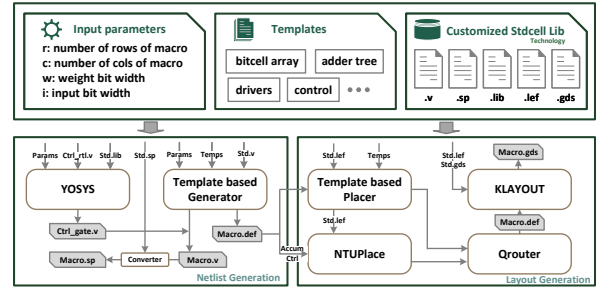 Input parameters
r: number of rows of macro
c: number of cols of macro
w: weight bit width
i: input bit width
Templates
bitcell array
adder tree
drivers
control
Customized Stdcell Lib
Technology
.v
.sp
.lib
.lef
.gds
Params
Ctrl_rtl.v
Std.lib
Std.sp
Params
Temps
Std.v
YOSYS
Template based
Generator
Ctrl_gate.v
Macro.def
Macro.sp
Converter
Macro.v
Netlist Generation
Std.lef
Temps
Template based
Placer
Std.lef
Accum
Ctrl
NTUPlace
Std.lef
Std.gds
Macro.gds
KLAYOUT
Macro.def
Qrouter
Layout Generation